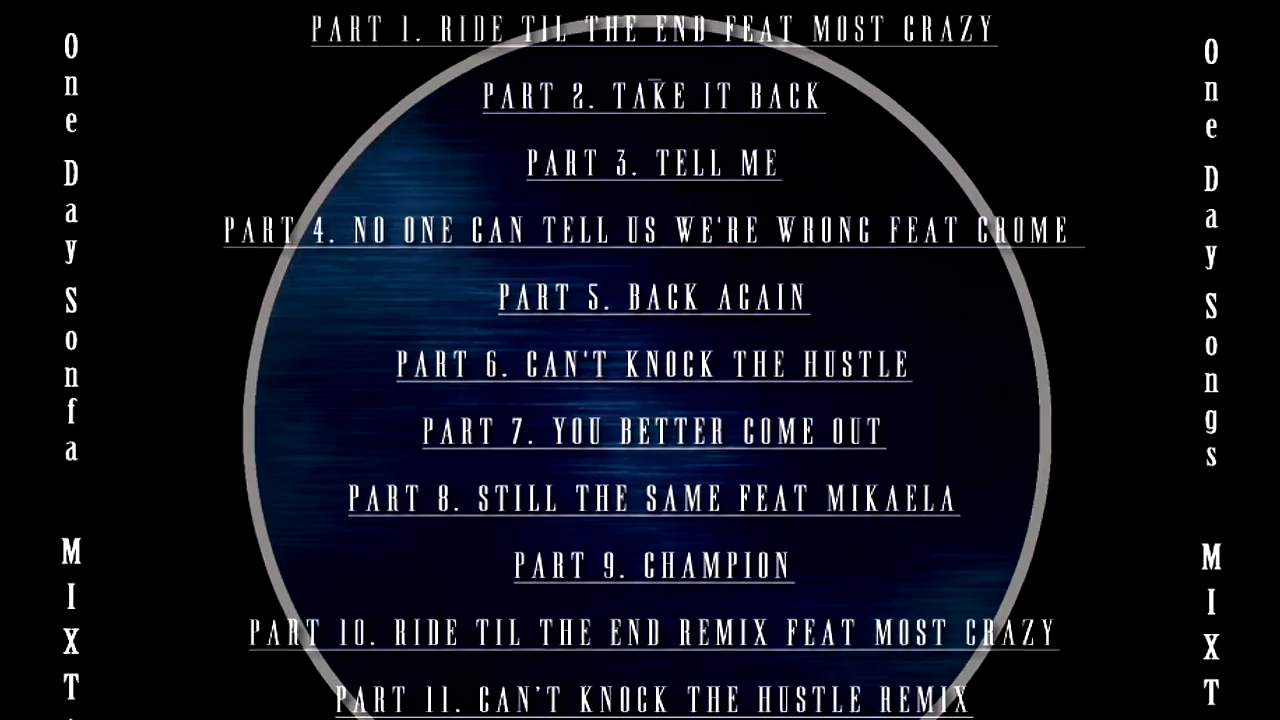 One Day Sonfa MIXT
PART 1. RIDE TIL THE END FEAT MOST CRAZY
PART 2. TAKE IT BACK
PART 3. TELL ME
PART 4. NO ONE CAN TELL US WE'RE WRONG FEAT CROME
PART 5. BACK AGAIN
PART 6. CAN'T KNOCK THE HUSTLE
PART 7. YOU BETTER COME OUT
PART 8. STILL THE SAME FEAT MIKAELA
PART 9. CHAMPION
PART 10. RIDE TIL THE END REMIX FEAT MOST CRAZY
PART 11. CAN'T KNOCK THE HUSTLE REMIX
One Day Songs MIXT